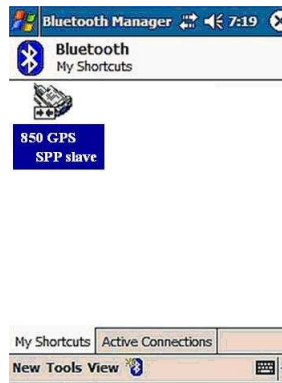 Bluetooth Manager 7:19
Bluetooth
My Shortcuts
850 GPS
SPP slave
My Shortcuts Active Connections
New Tools View